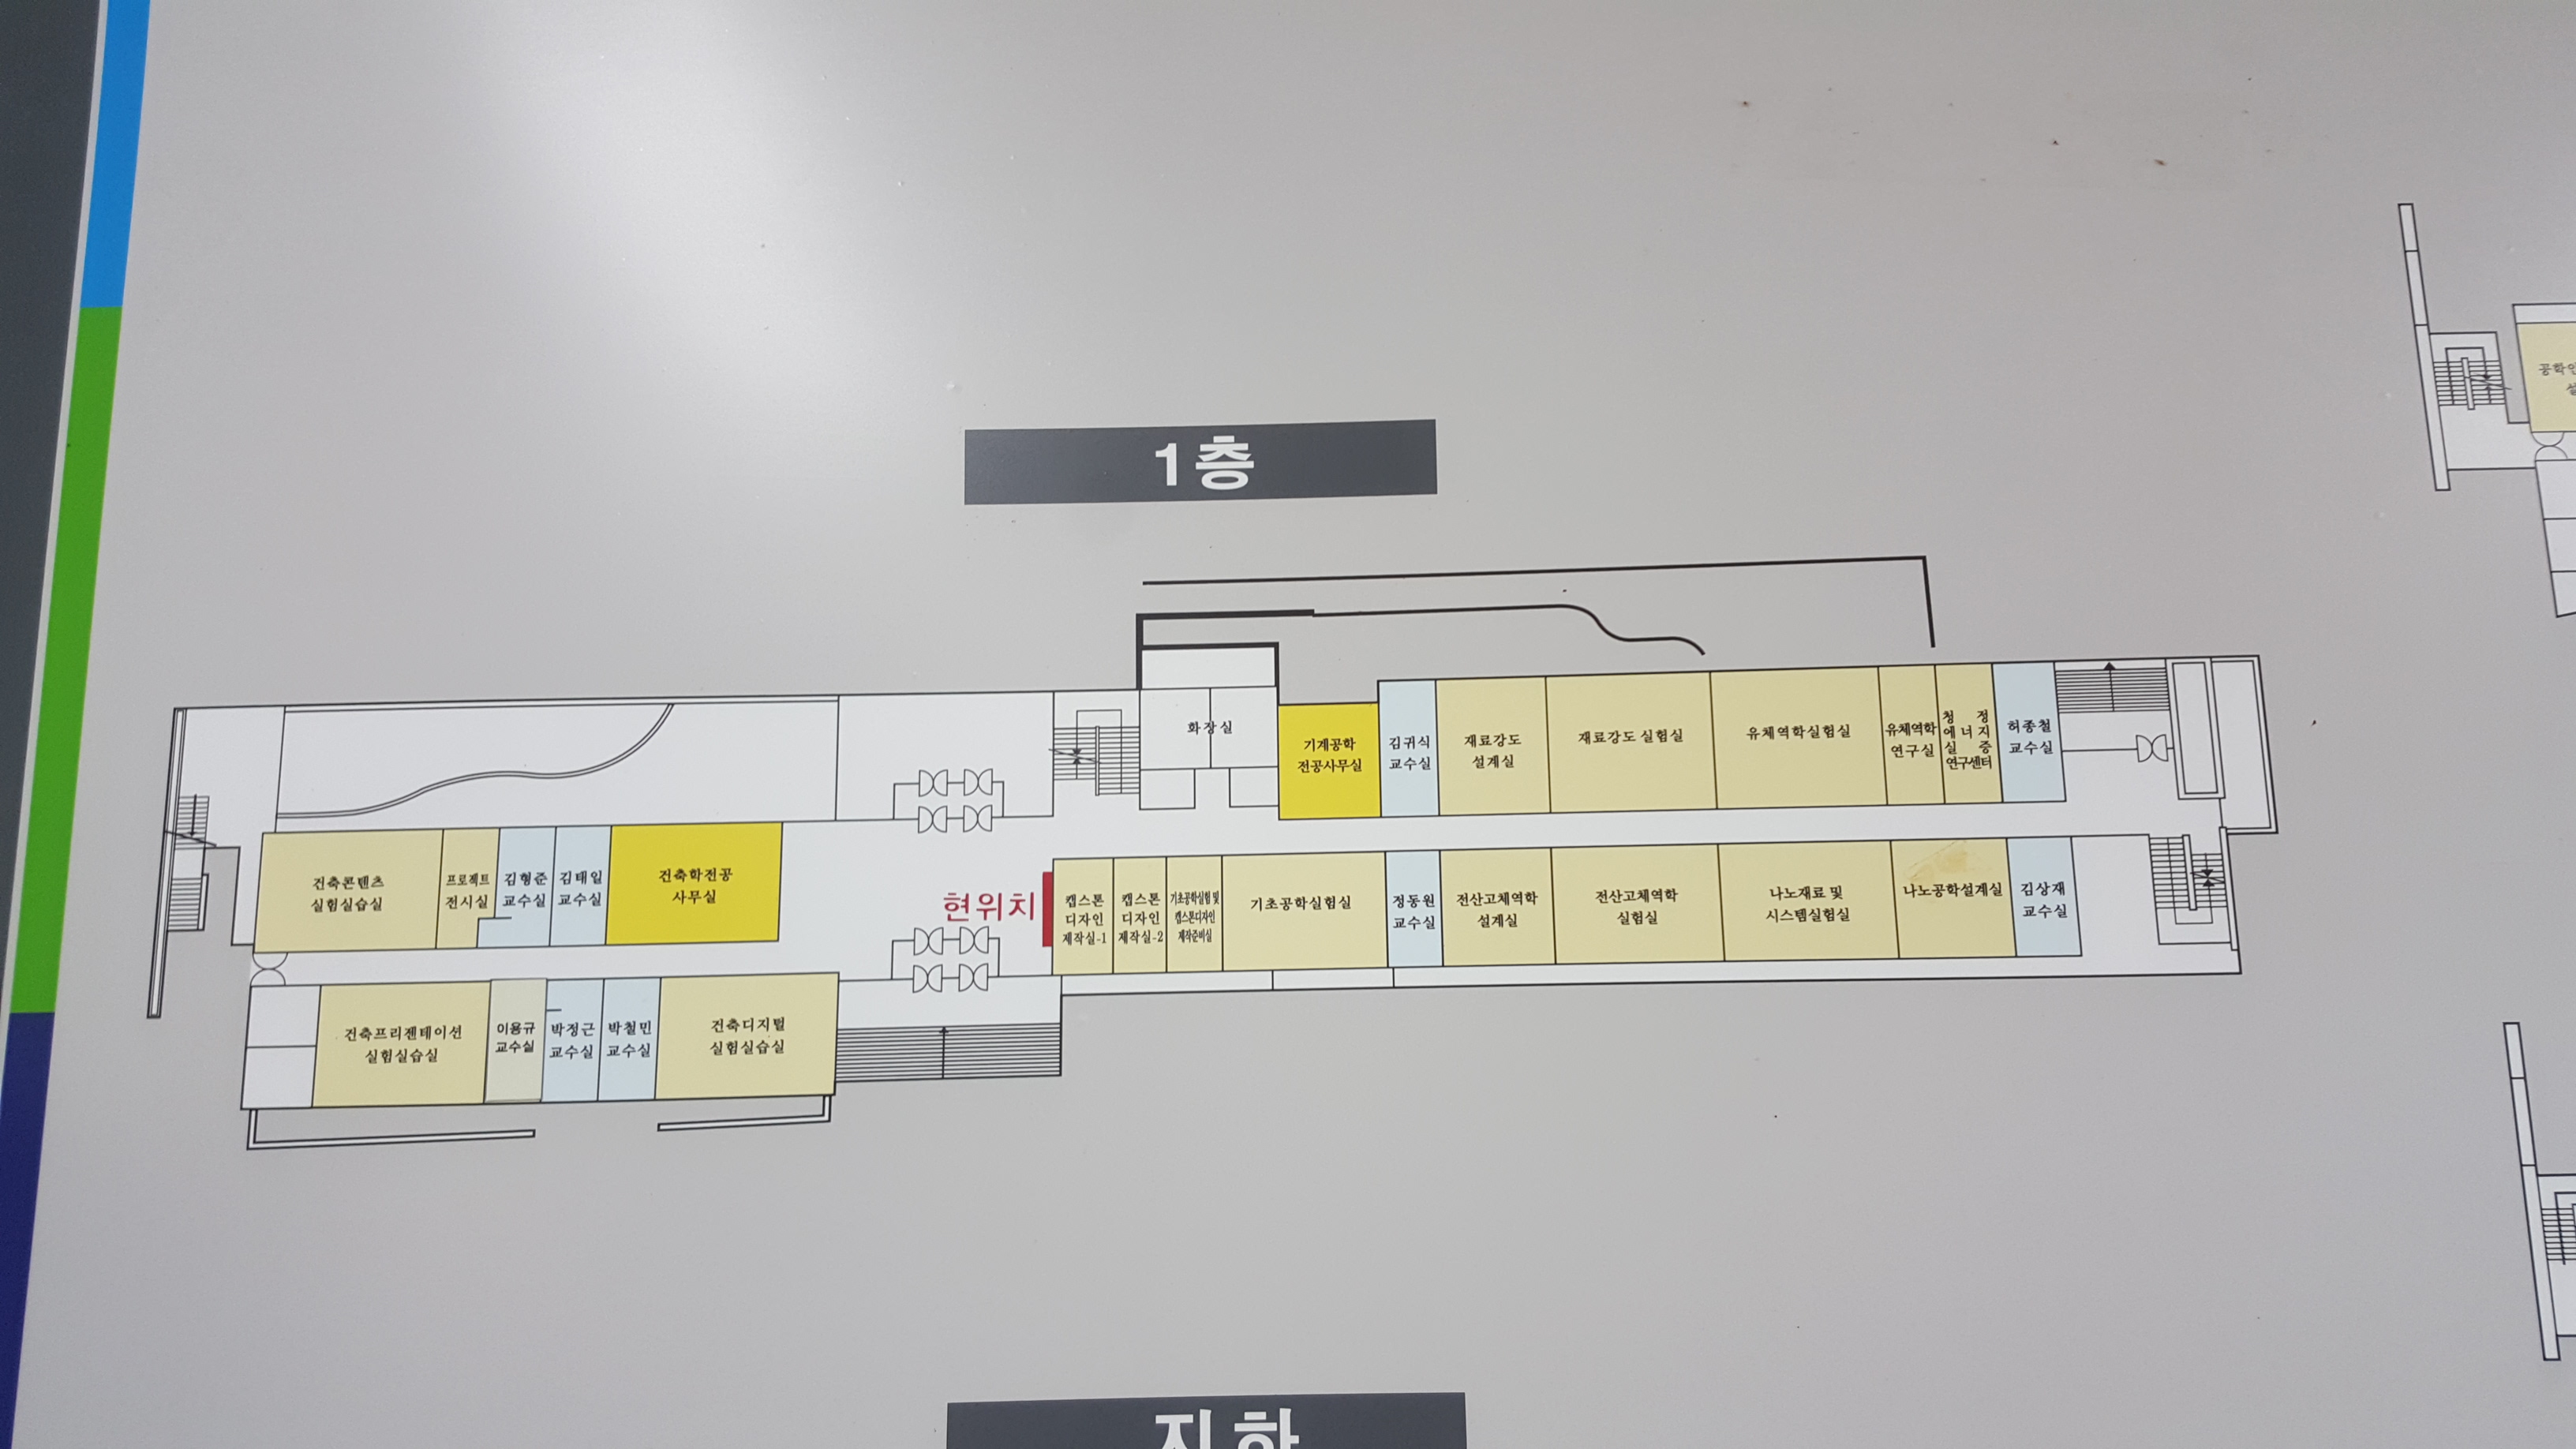 1층
화장실
기계공학
전공사무실
김귀식
교수실
재료강도
설계실
재료강도 실험실
유체역학실험실
유체역학
연구실
청정
에너지
실증
연구센터
허종철
교수실
건축콘텐츠
실험실습실
프로젝트
전시실
김형준
교수실
김태일
교수실
건축학전공
사무실
현위치
캡스톤
디자인
제작실-1
캡스톤
디자인
제작실-2
기초공학실험 및
캡스톤디자인
제작준비실
기초공학실험실
정동원
교수실
전산고체역학
설계실
전산고체역학
실험실
나노재료 및
시스템실험실
나노공학설계실
김상재
교수실
건축프리젠테이션
실험실습실
이용규
교수실
박정근
교수실
박철민
교수실
건축디지털
실험실습실
지하